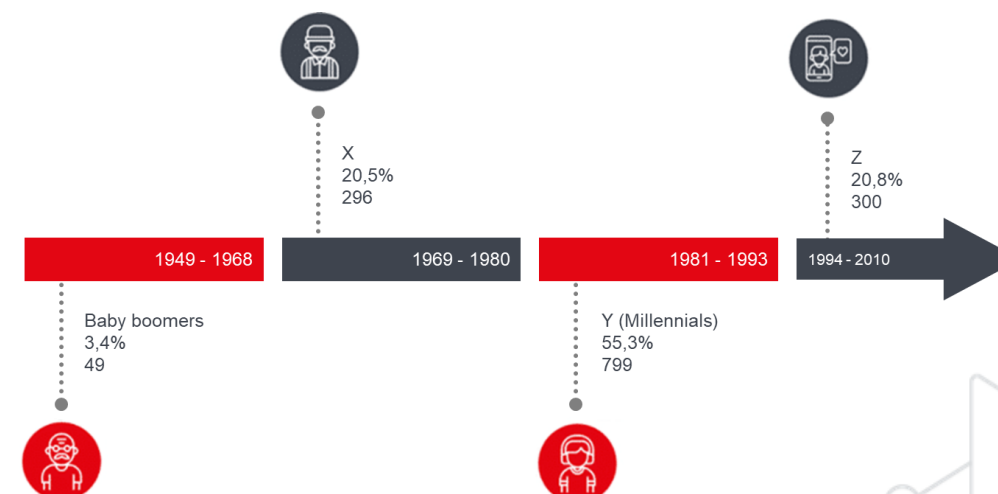 X
20,5%
296
Z
20,8%
300
1949 - 1968
1969 - 1980
1981 - 1993
1994 - 2010
Baby boomers
3,4%
49
Y (Millennials)
55,3%
799